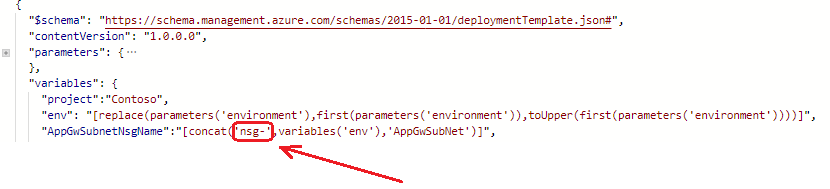 {
"$schema": "https://schema.management.azure.com/schemas/2015-01-01/deploymentTemplate.json#",
"contentVersion": "1.0.0.0",
"parameters": {...
},
"variables": {
"project":"Contoso",
"env": "[replace(parameters('environment'),first(parameters('environment')),toUpper(first(parameters('environment'))))]",
"AppGwSubnetNsgName":"[concat('nsg-',variables('env'),'AppGwSubNet')]",